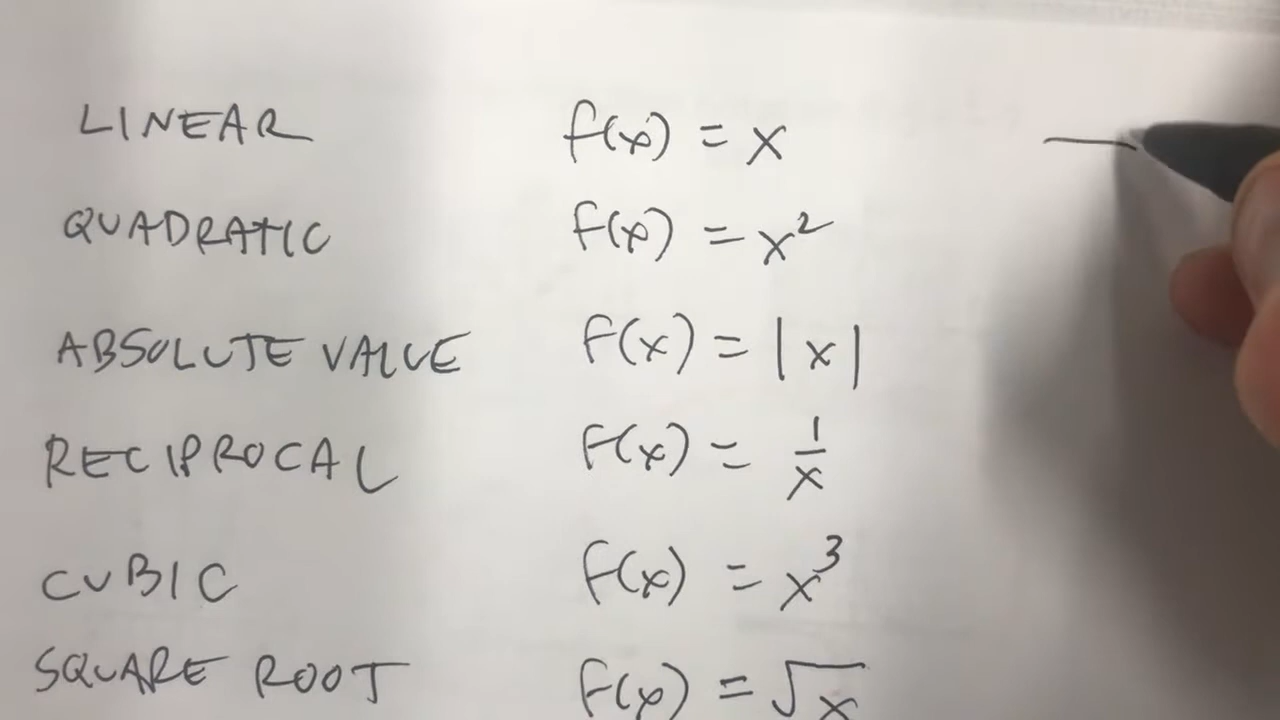 LINEAR f(x) = x
QUADRATIC f(x) = x²
ABSOLUTE VALUE f(x) = |x|
RECIPROCAL f(x) = 1/x
CUBIC f(x) = x³
SQUARE ROOT f(x) = √x